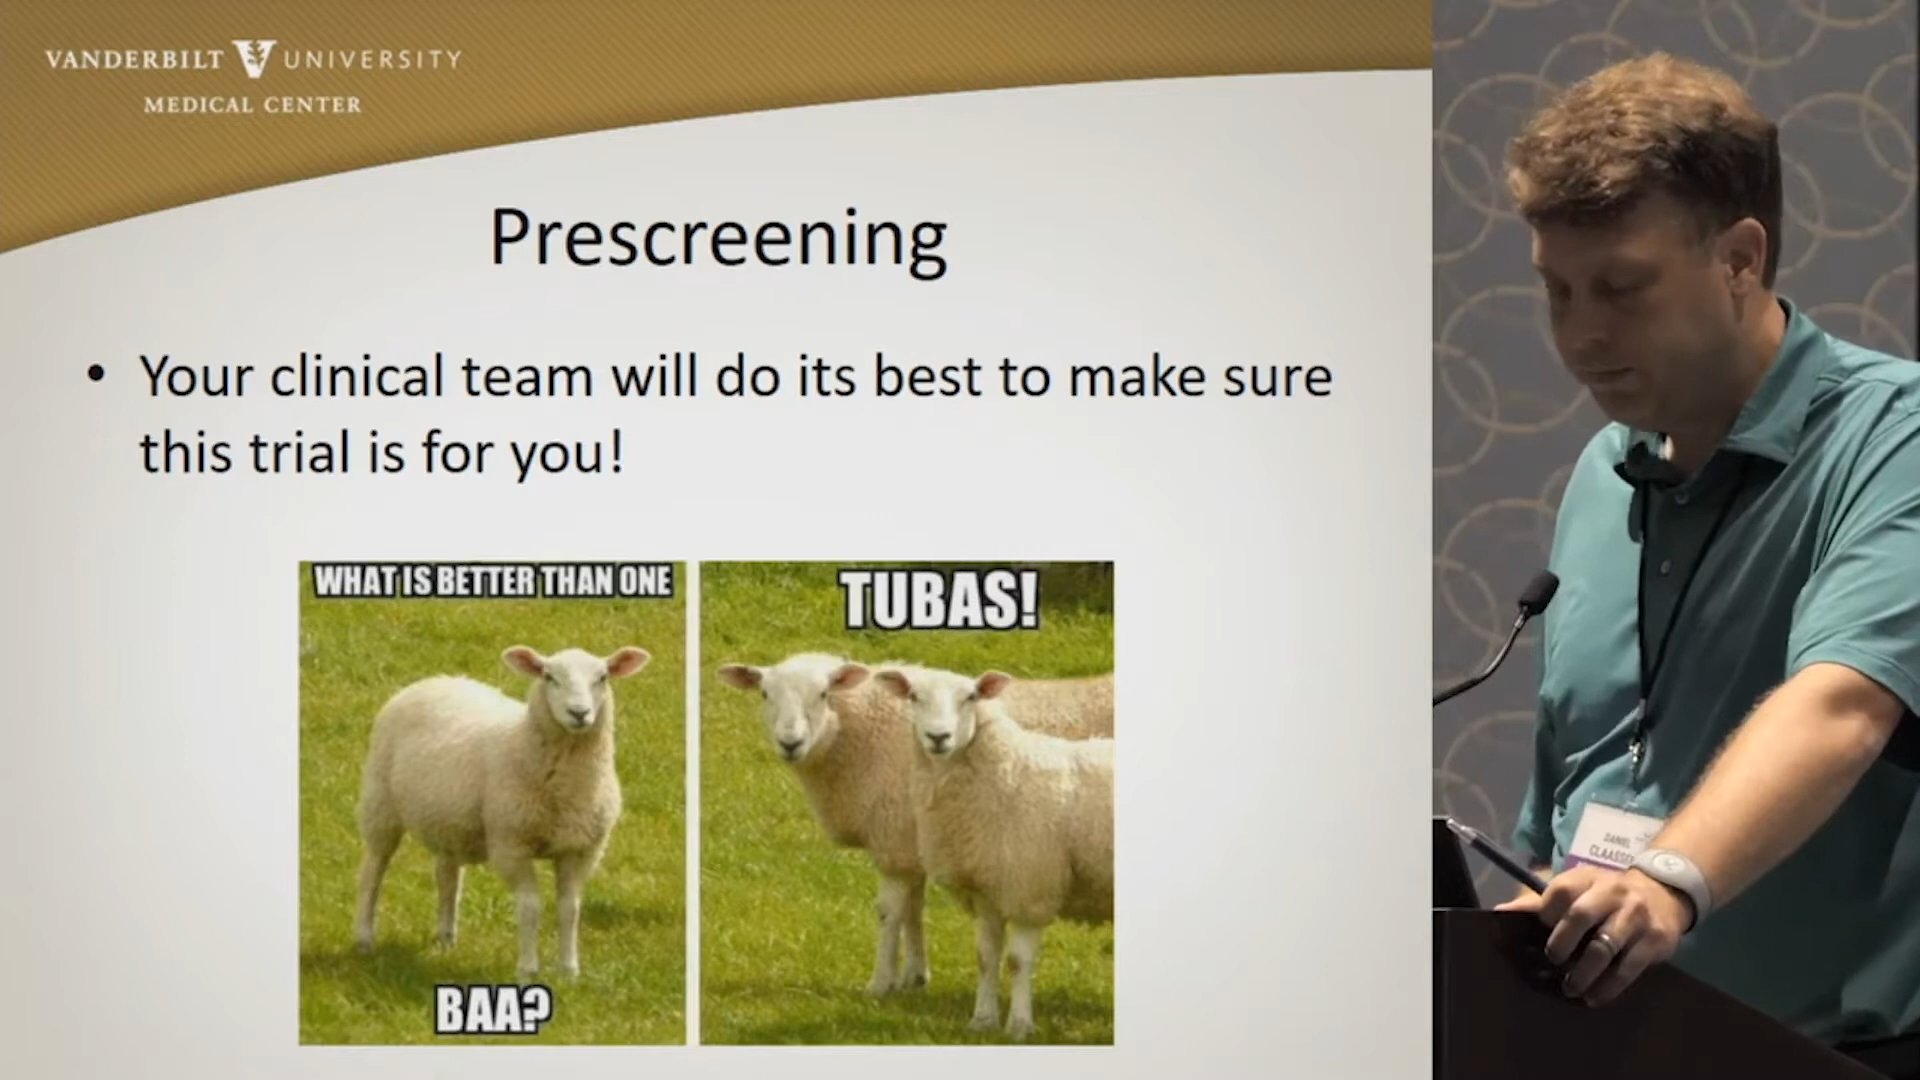 VANDERBILT V UNIVERSITY
MEDICAL CENTER
Prescreening
• Your clinical team will do its best to make sure
this trial is for you!
WHAT IS BETTER THAN ONE
BAA?
TUBAS!
DANIEL